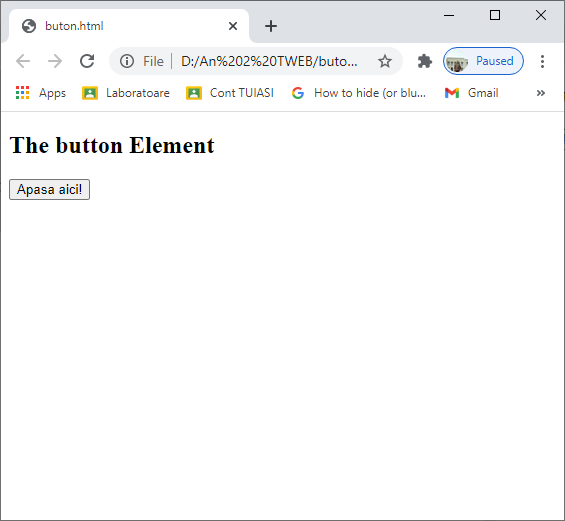 buton.html
File D:/An%202%20TWEB/buto... Paused
Apps Laboratoare Cont TUIASI How to hide (or blu... Gmail
The button Element
Apasa aici!